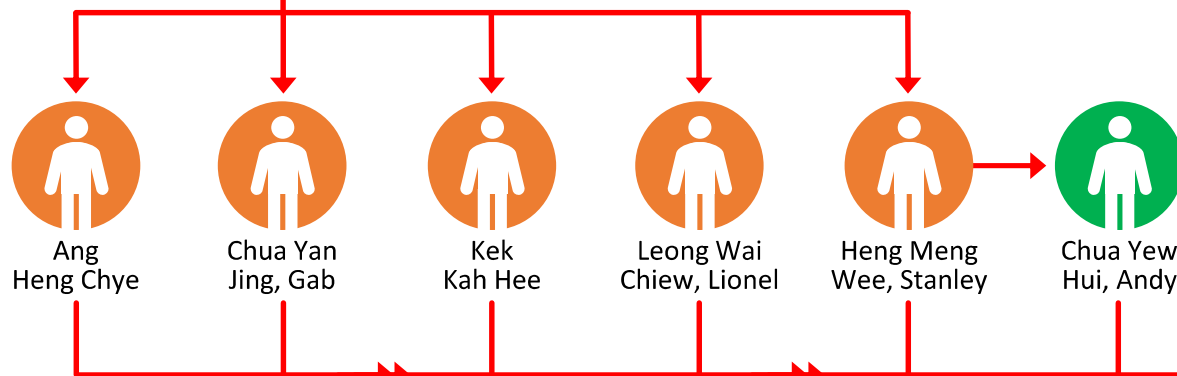 Ang
Heng Chye
Chua Yan
Jing, Gab
Kek
Kah Hee
Leong Wai
Chiew, Lionel
Heng Meng
Wee, Stanley
Chua Yew
Hui, Andy